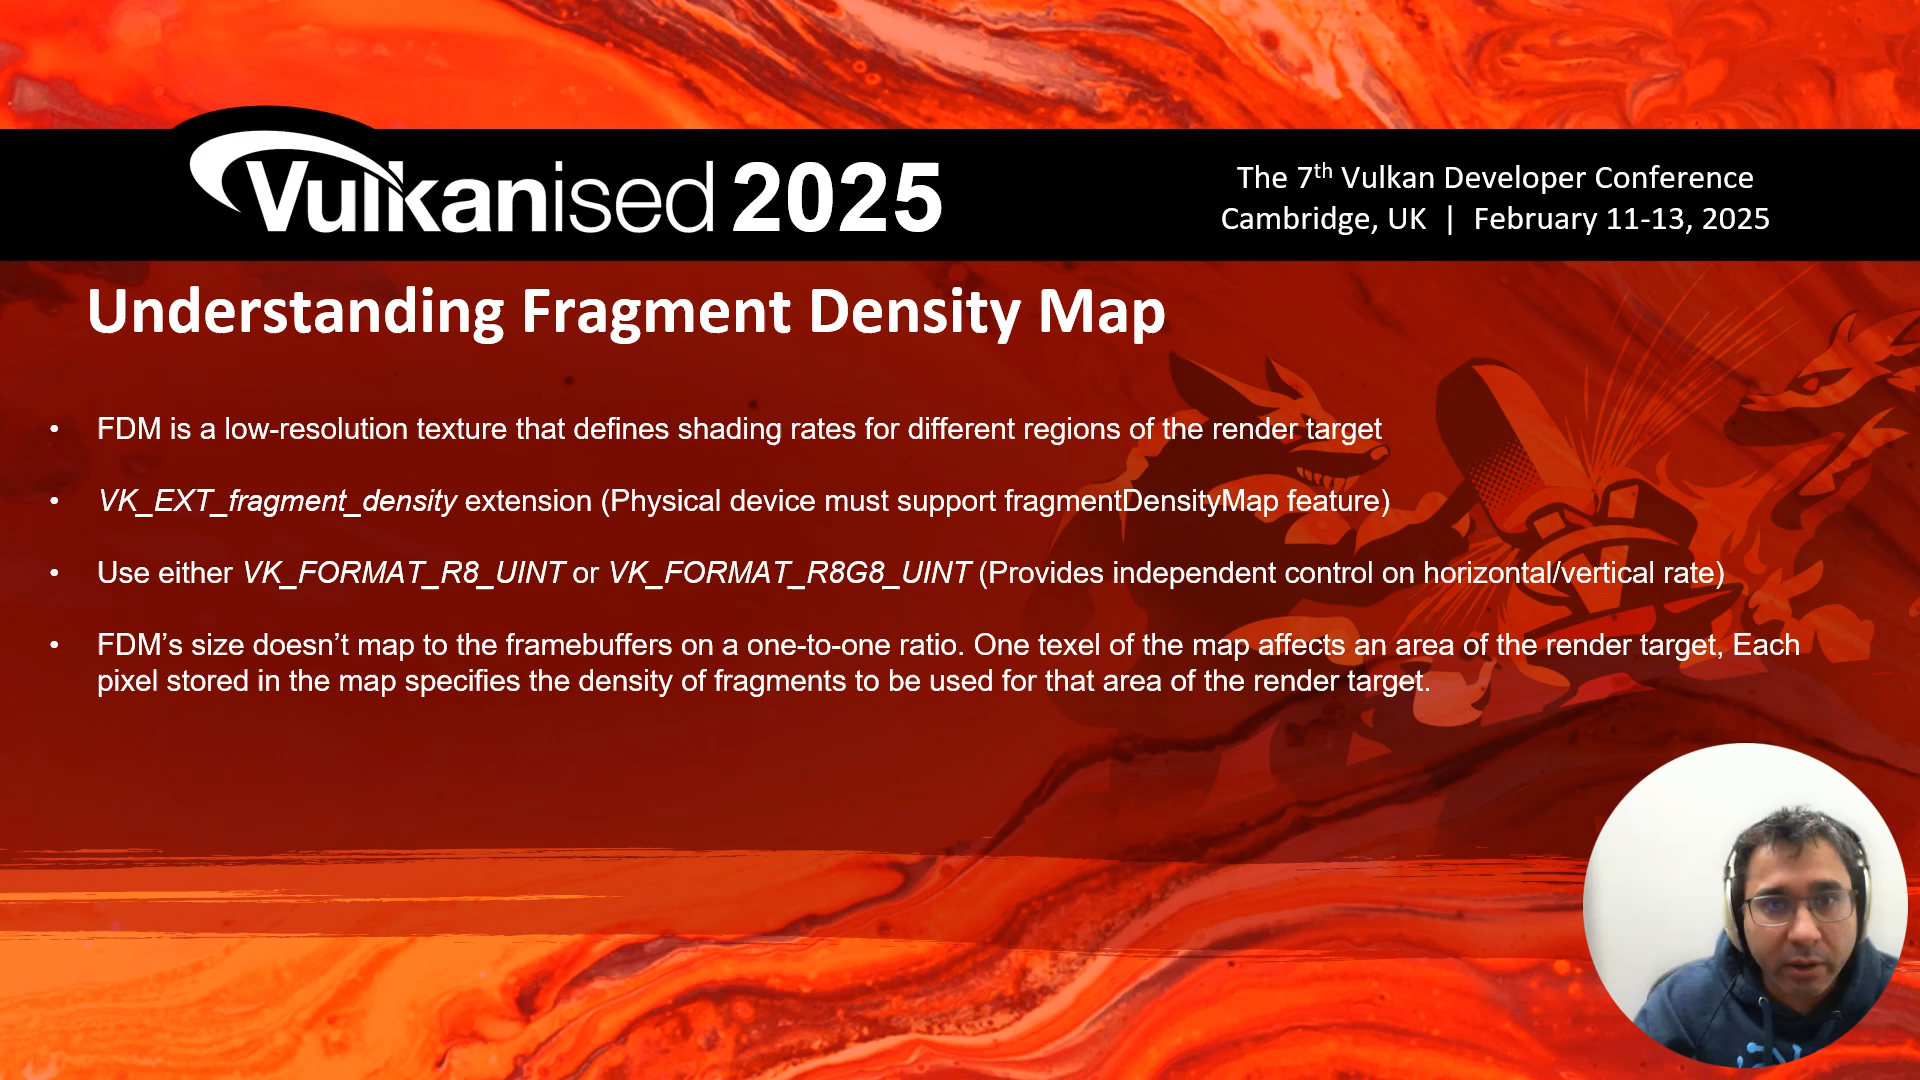 Vulkanised 2025
The 7th Vulkan Developer Conference
Cambridge, UK | February 11-13, 2025
Understanding Fragment Density Map
• FDM is a low-resolution texture that defines shading rates for different regions of the render target
• VK_EXT_fragment_density extension (Physical device must support fragmentDensityMap feature)
• Use either VK_FORMAT_R8_UINT or VK_FORMAT_R8G8_UINT (Provides independent control on horizontal/vertical rate)
• FDM’s size doesn’t map to the framebuffers on a one-to-one ratio. One texel of the map affects an area of the render target, Each
pixel stored in the map specifies the density of fragments to be used for that area of the render target.